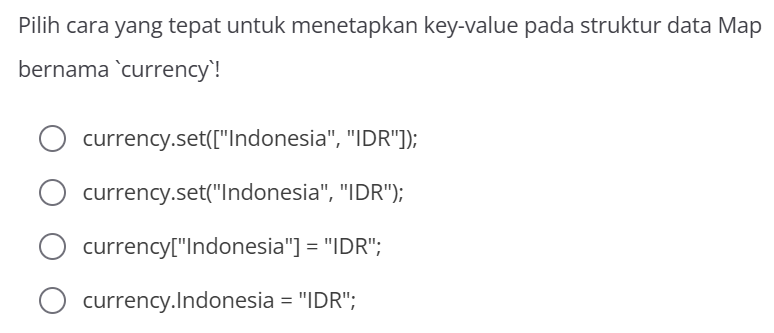 Pilih cara yang tepat untuk menetapkan key-value pada struktur data Map
bernama `currency`!
currency.set(["Indonesia", "IDR"]);
currency.set("Indonesia", "IDR");
currency["Indonesia"] = "IDR";
currency.Indonesia = "IDR";